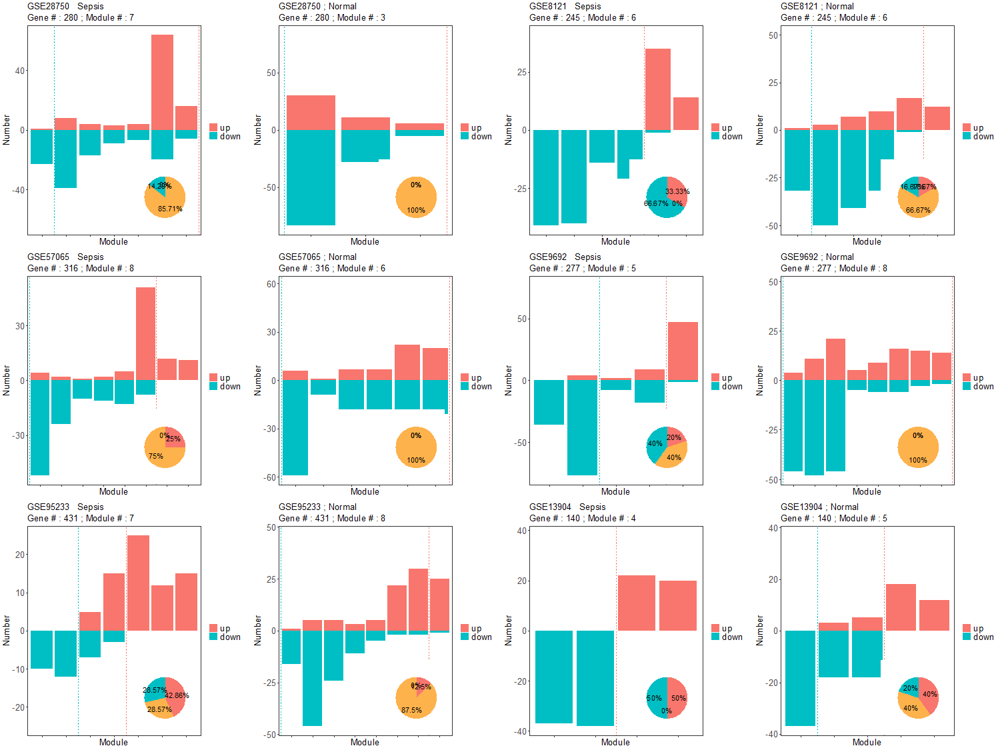 GSE28750   Sepsis
Gene # : 280 ; Module # : 7
40
0
-40
Number
Module
up
down
14.29%
0%
85.71%
GSE28750 ; Normal
Gene # : 280 ; Module # : 3
50
0
-50
Number
Module
up
down
0%
100%
GSE8121   Sepsis
Gene # : 245 ; Module # : 6
25
0
-25
Number
Module
up
down
33.33%
66.67%
0%
GSE8121 ; Normal
Gene # : 245 ; Module # : 6
50
25
0
-25
-50
Number
Module
up
down
16.67%
16.67%
66.67%
GSE57065   Sepsis
Gene # : 316 ; Module # : 8
30
0
-30
Number
Module
up
down
0%
25%
75%
GSE57065 ; Normal
Gene # : 316 ; Module # : 6
60
30
0
-30
-60
Number
Module
up
down
0%
100%
GSE9692   Sepsis
Gene # : 277 ; Module # : 5
50
0
-50
Number
Module
up
down
20%
40%
40%
GSE9692 ; Normal
Gene # : 277 ; Module # : 8
50
25
0
-25
-50
Number
Module
up
down
0%
100%
GSE95233   Sepsis
Gene # : 431 ; Module # : 7
20
10
0
-10
-20
Number
Module
up
down
28.57%
42.86%
28.57%
GSE95233 ; Normal
Gene # : 431 ; Module # : 8
50
25
0
-25
-50
Number
Module
up
down
0%
12.5%
87.5%
GSE13904   Sepsis
Gene # : 140 ; Module # : 4
40
20
0
-20
-40
Number
Module
up
down
50%
50%
0%
GSE13904 ; Normal
Gene # : 140 ; Module # : 5
40
20
0
-20
-40
Number
Module
up
down
20%
40%
40%